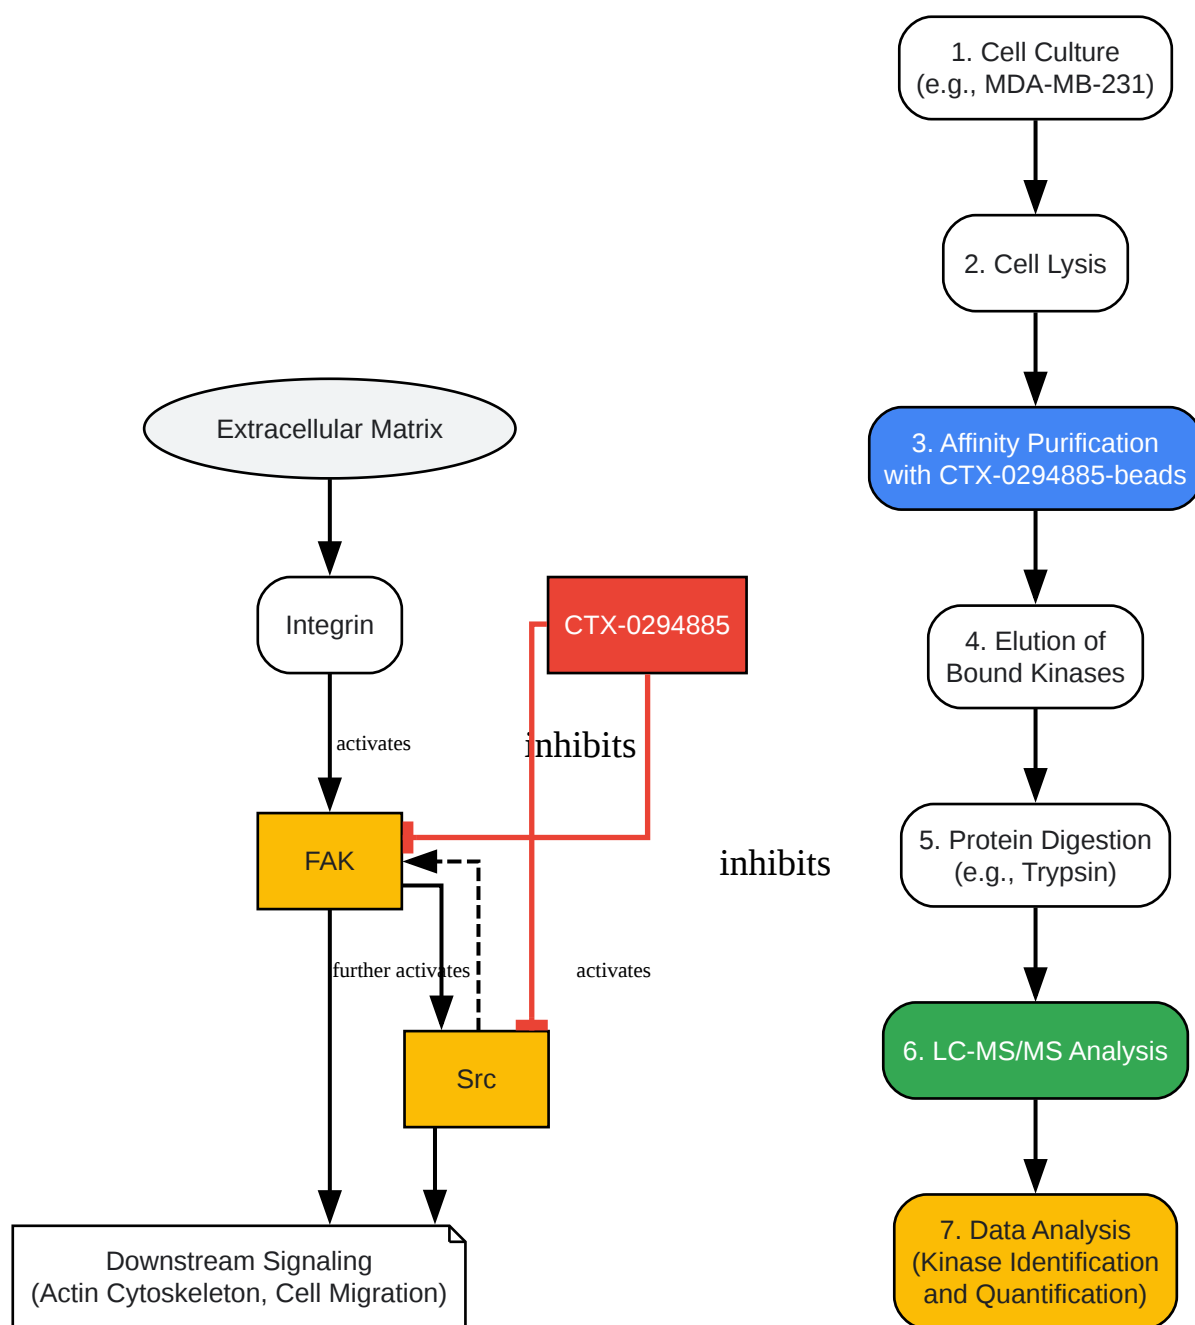 Extracellular Matrix
Integrin
CTX-0294885
activates
inhibits
FAK
inhibits
further activates
activates
Src
Downstream Signaling
(Actin Cytoskeleton, Cell Migration)
1. Cell Culture
(e.g., MDA-MB-231)
2. Cell Lysis
3. Affinity Purification
with CTX-0294885-beads
4. Elution of
Bound Kinases
5. Protein Digestion
(e.g., Trypsin)
6. LC-MS/MS Analysis
7. Data Analysis
(Kinase Identification
and Quantification)